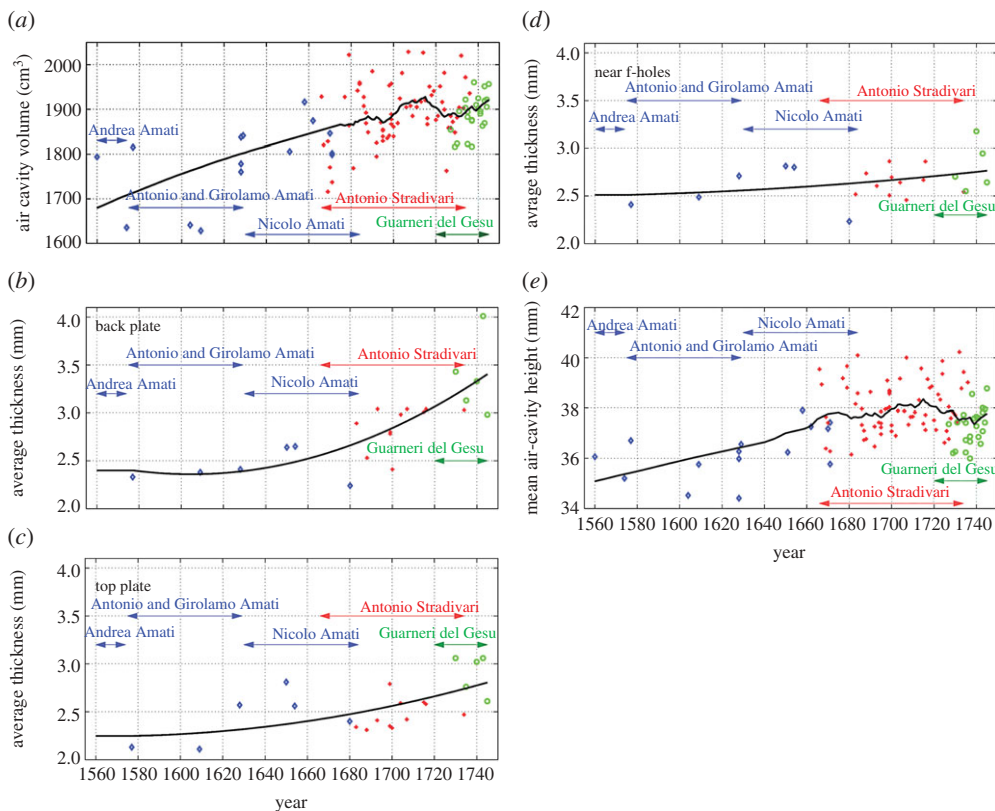 (a)
air cavity volume (cm³)
2000
1900
1800
1700
1600
Andrea Amati
Antonio and Girolamo Amati
Antonio Stradivari
Nicolo Amati
Guarneri del Gesu
(b)
average thickness (mm)
4.0
3.5
3.0
2.5
2.0
back plate
Antonio and Girolamo Amati
Antonio Stradivari
Andrea Amati
Nicolo Amati
Guarneri del Gesu
(c)
average thickness (mm)
4.0
3.5
3.0
2.5
2.0
top plate
Antonio and Girolamo Amati
Antonio Stradivari
Andrea Amati
Nicolo Amati
Guarneri del Gesu
1560 1580 1600 1620 1640 1660 1680 1700 1720 1740
year
(d)
avrage thickness (mm)
4.0
3.5
3.0
2.5
2.0
near f-holes
Antonio and Girolamo Amati
Antonio Stradivari
Andrea Amati
Nicolo Amati
Guarneri del Gesu
(e)
mean air-cavity height (mm)
42
40
38
36
34
Andrea Amati
Nicolo Amati
Antonio and Girolamo Amati
Guarneri del Gesu
Antonio Stradivari
1560 1580 1600 1620 1640 1660 1680 1700 1720 1740
year